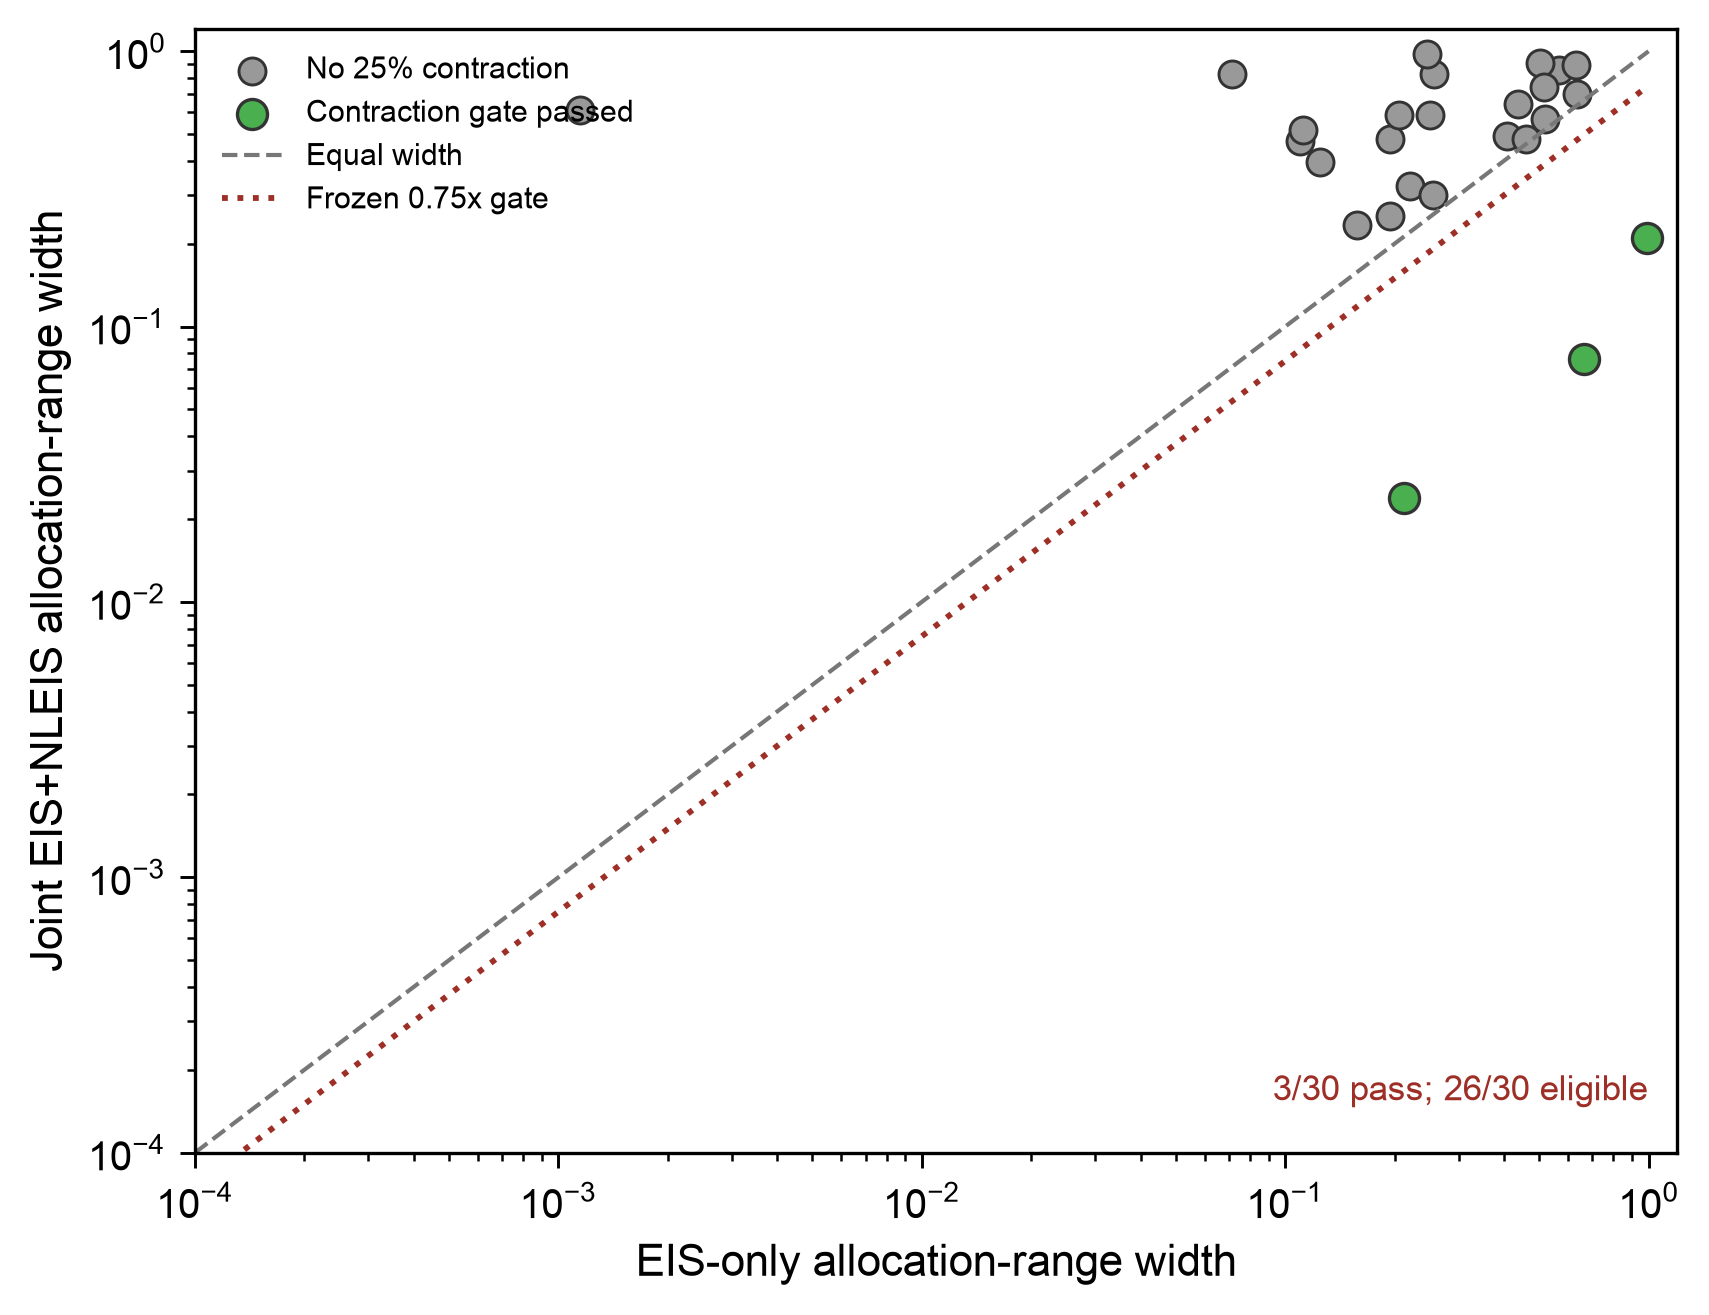 No 25% contraction
Contraction gate passed
Equal width
Frozen 0.75x gate
10⁰
10⁻¹
10⁻²
10⁻³
10⁻⁴
Joint EIS+NLEIS allocation-range width
3/30 pass; 26/30 eligible
10⁻⁴ 10⁻³ 10⁻² 10⁻¹ 10⁰
EIS-only allocation-range width